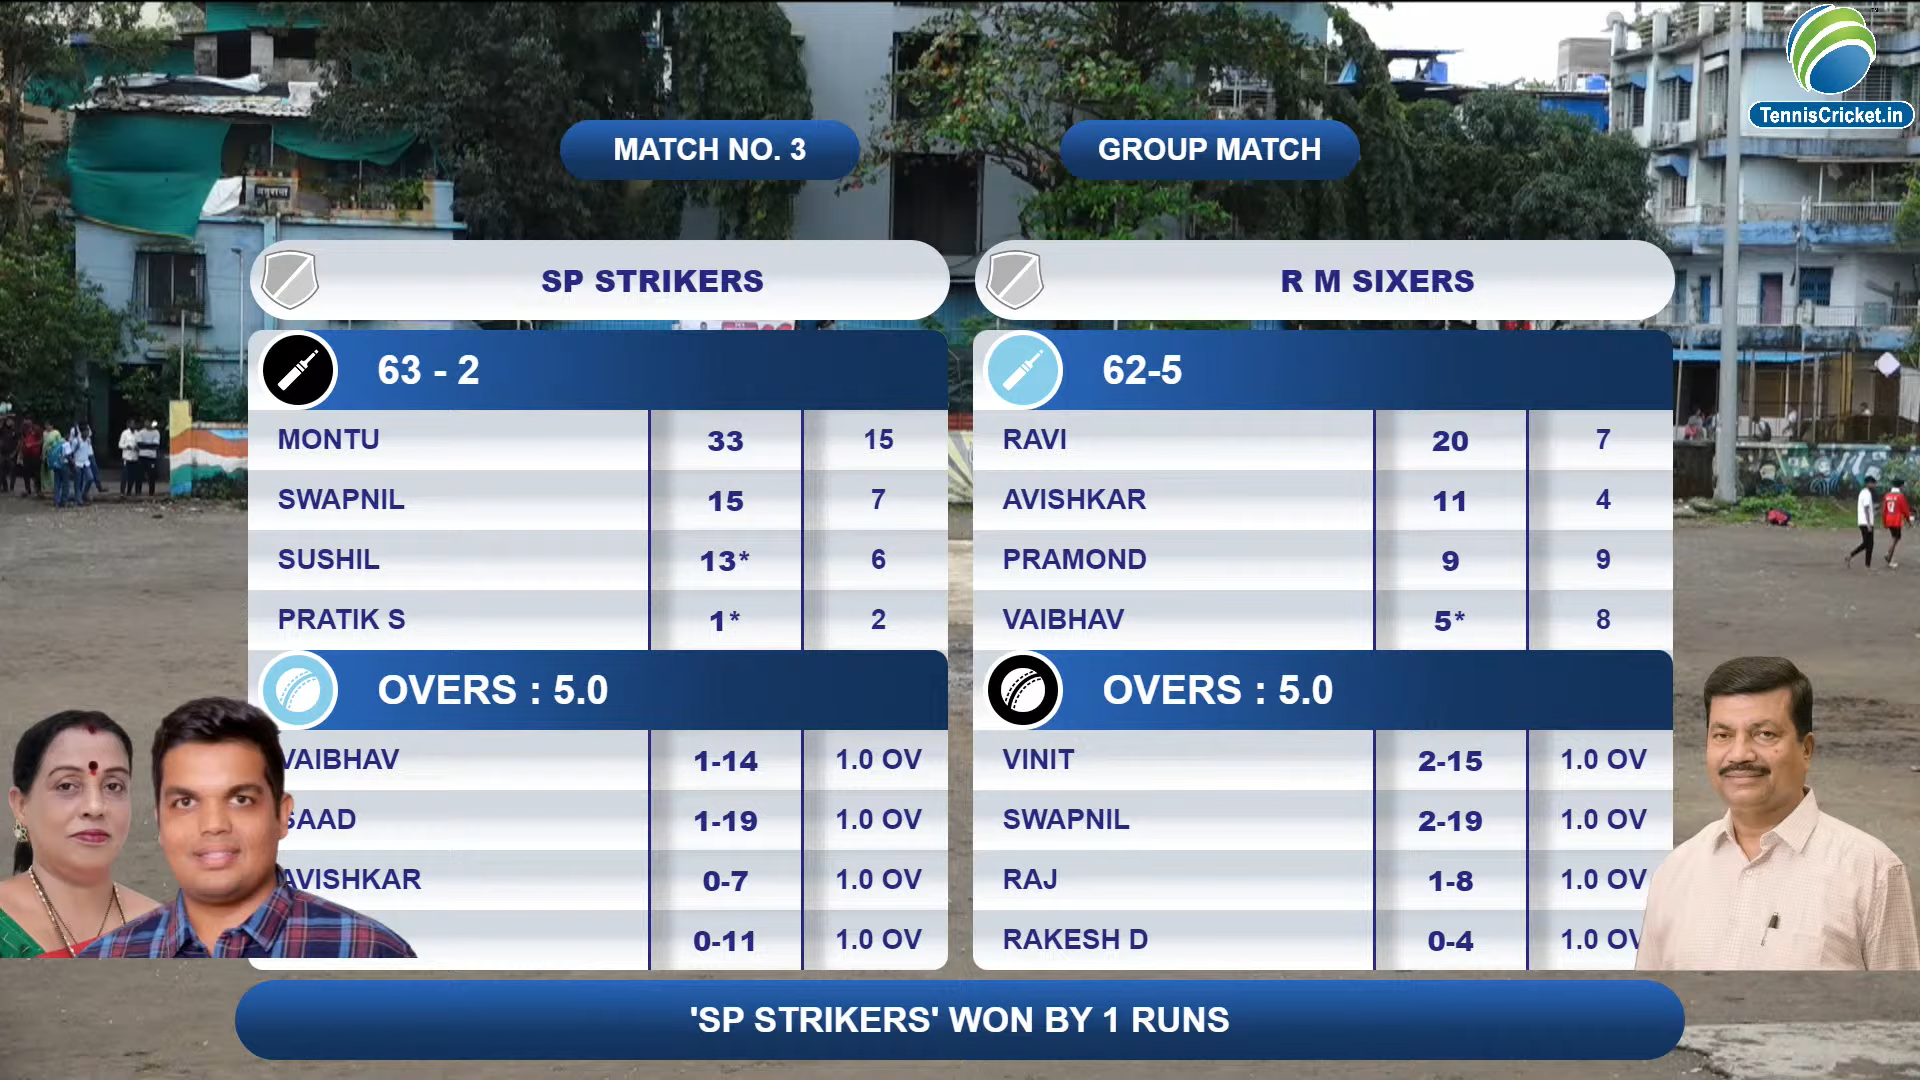 TennisCricket.in
MATCH NO. 3
GROUP MATCH
SP STRIKERS
63 - 2
MONTU 33 15
SWAPNIL 15 7
SUSHIL 13* 6
PRATIK S 1* 2
OVERS : 5.0
VAIBHAV 1-14 1.0 OV
SAAD 1-19 1.0 OV
AVISHKAR 0-7 1.0 OV
0-11 1.0 OV
R M SIXERS
62-5
RAVI 20 7
AVISHKAR 11 4
PRAMOND 9 9
VAIBHAV 5* 8
OVERS : 5.0
VINIT 2-15 1.0 OV
SWAPNIL 2-19 1.0 OV
RAJ 1-8 1.0 OV
RAKESH D 0-4 1.0 OV
'SP STRIKERS' WON BY 1 RUNS